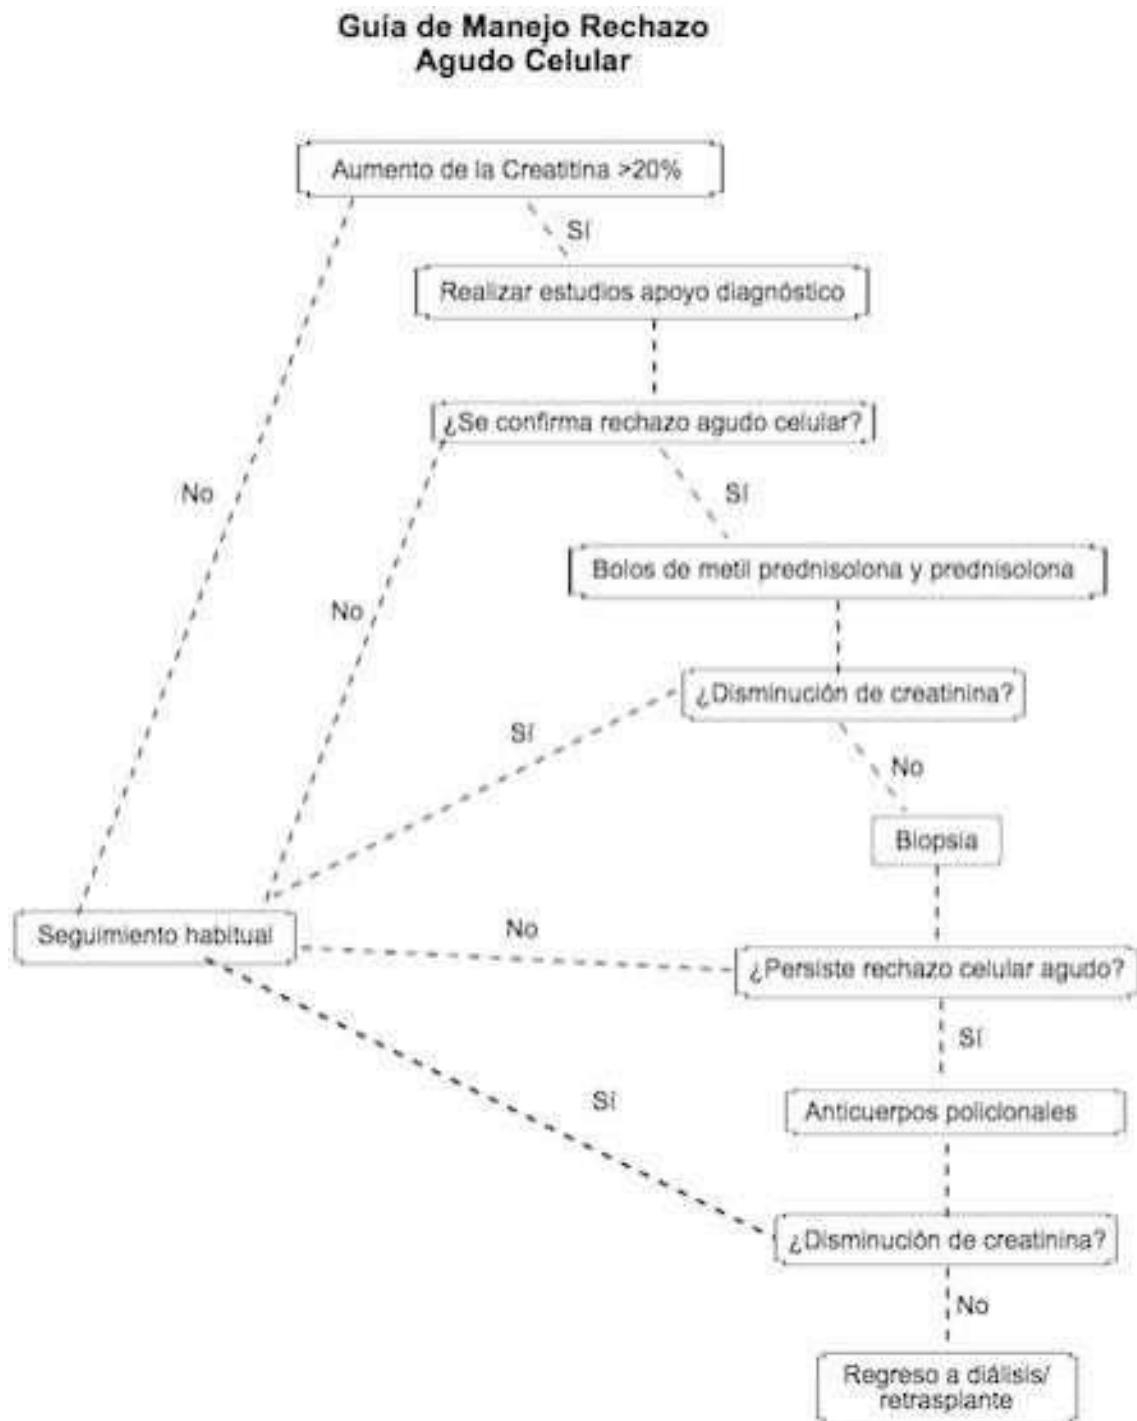 Guía de Manejo Rechazo
Agudo Celular
Aumento de la Creatitina >20%
Sí
Realizar estudios apoyo diagnóstico
¿Se confirma rechazo agudo celular?
No
Sí
Bolos de metil prednisolona y prednisolona
No
¿Disminución de creatinina?
Sí
No
Biopsia
Seguimiento habitual
No
¿Persiste rechazo celular agudo?
Sí
Anticuerpos policlonales
Sí
¿Disminución de creatinina?
No
Regreso a diálisis/
retrasplante